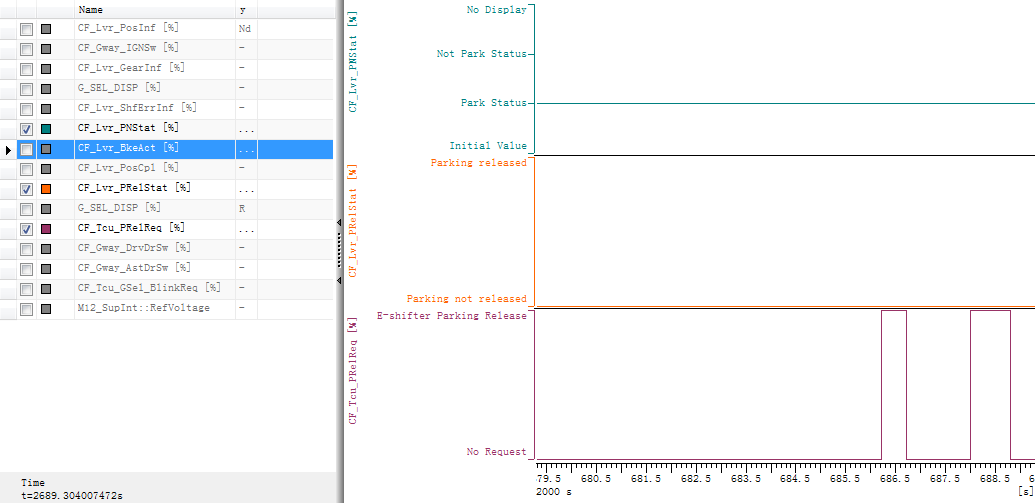 Name y
CF_Lvr_PosInf [%] Nd
CF_Gway_IGNSw [%] -
CF_Lvr_GearInf [%] -
G_SEL_DISP [%] -
CF_Lvr_ShfErrInf [%] -
CF_Lvr_PNStat [%] ...
CF_Lvr_BkeAct [%] ...
CF_Lvr_PosCpl [%] -
CF_Lvr_PRelStat [%] ...
G_SEL_DISP [%] R
CF_Tcu_PRelReq [%] ...
CF_Gway_DrvDrSw [%] -
CF_Gway_AstDrSw [%] -
CF_Tcu_GSel_BlinkReq [%] -
M12_SupInt::RefVoltage -
Time
t=2689.304007472s
CF_Lvr_PNStat [%]
No Display
Not Park Status
Park Status
Initial Value
CF_Lvr_PRelStat [%]
Parking released
Parking not released
CF_Tcu_PRelReq [%]
E-shifter Parking Release
No Request
679.5 680.5 681.5 682.5 683.5 684.5 685.5 686.5 687.5 688.5 6
2000 s [s]